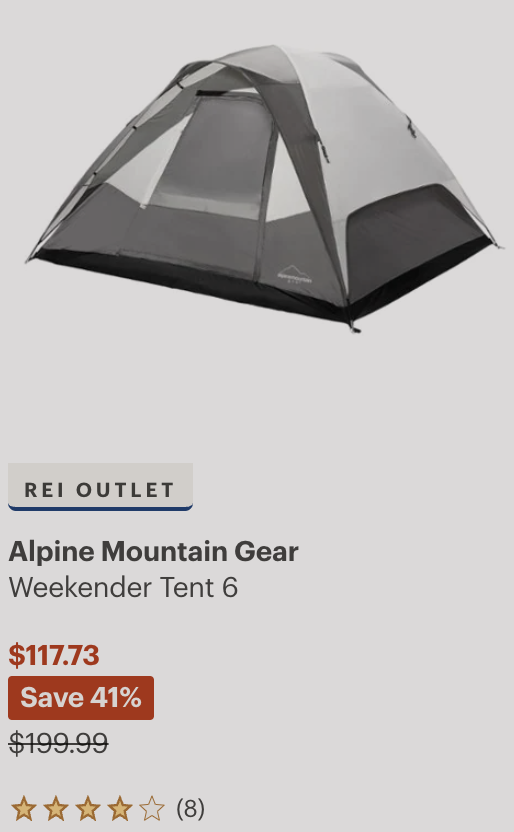 REI OUTLET
Alpine Mountain Gear
Weekender Tent 6
$117.73
Save 41%
$199.99
(8)